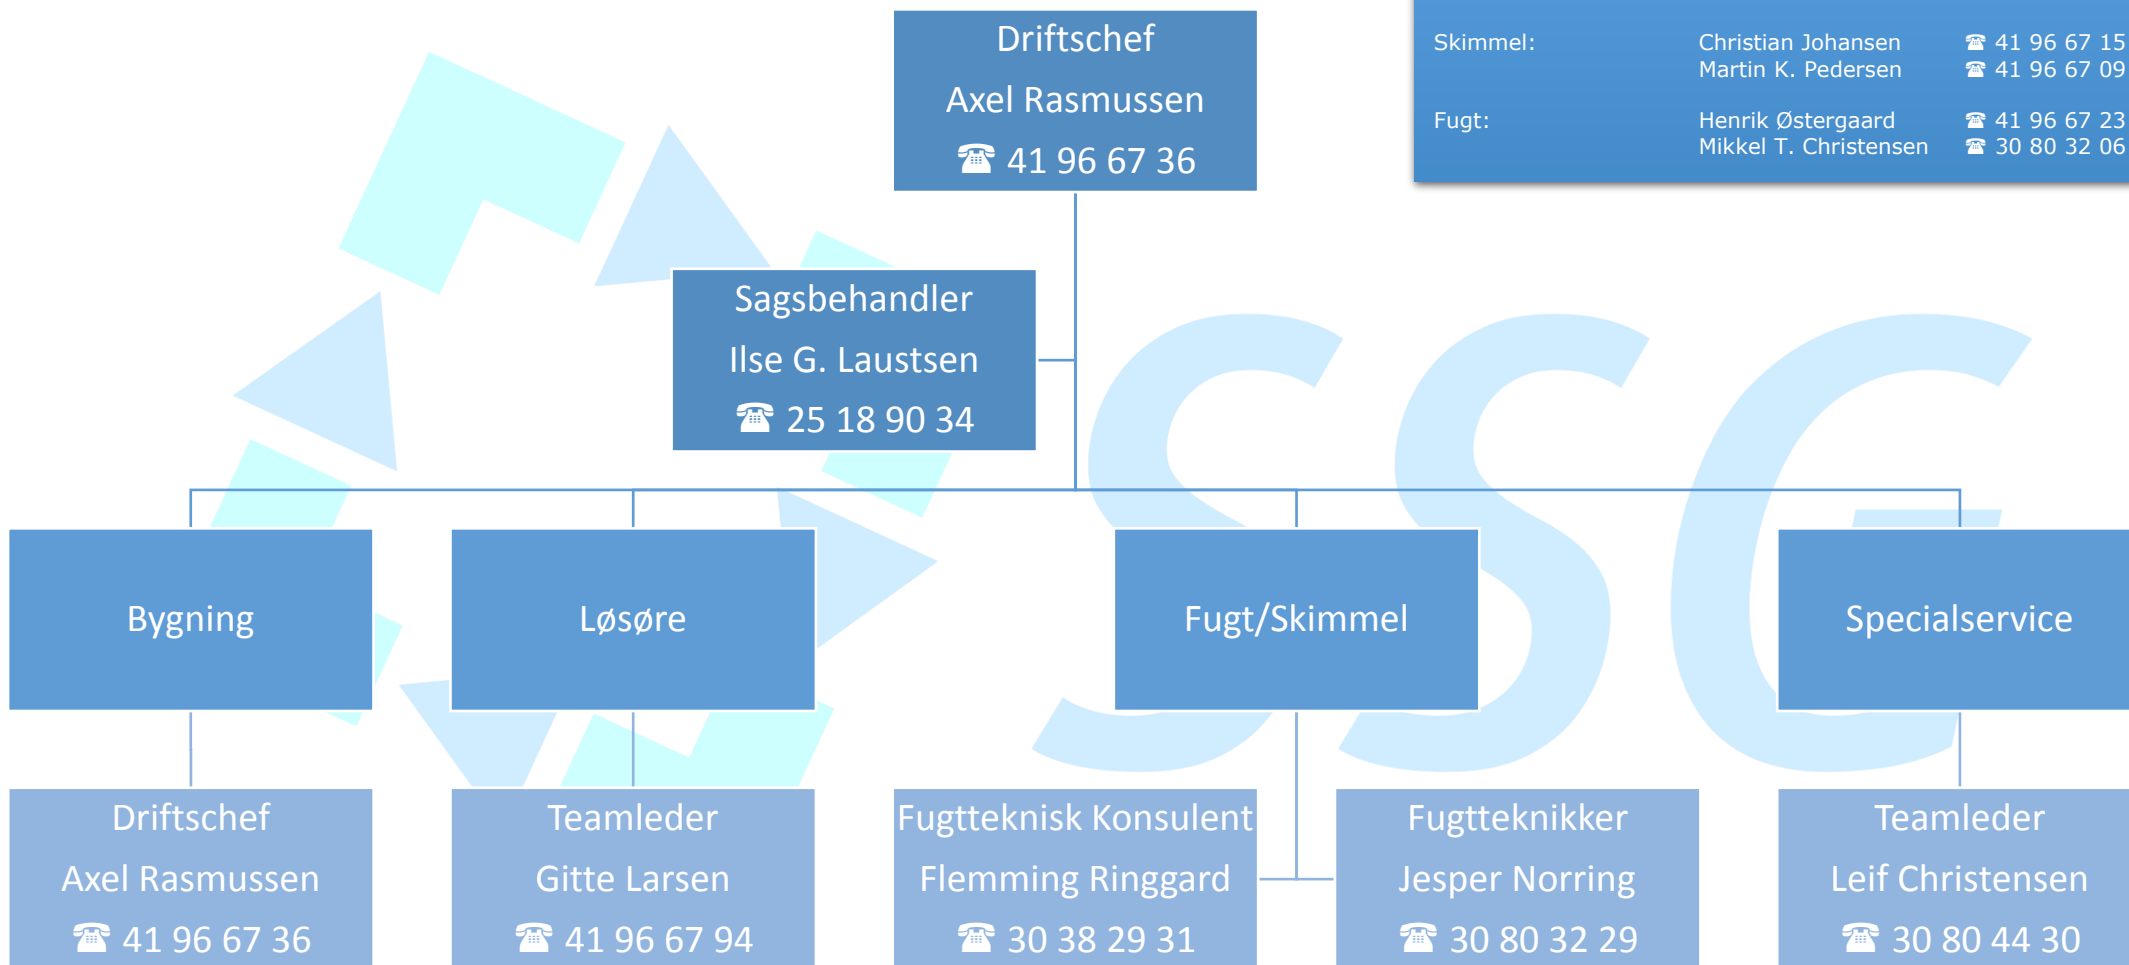 Driftschef
Axel Rasmussen
☎ 41 96 67 36
Skimmel: Christian Johansen ☎ 41 96 67 15
Martin K. Pedersen ☎ 41 96 67 09
Fugt: Henrik Østergaard ☎ 41 96 67 23
Mikkel T. Christensen ☎ 30 80 32 06
Sagsbehandler
Ilse G. Laustsen
☎ 25 18 90 34
SSG
Bygning
Løsøre
Fugt/Skimmel
Specialservice
Driftschef
Axel Rasmussen
☎ 41 96 67 36
Teamleder
Gitte Larsen
☎ 41 96 67 94
Fugtteknisk Konsulent
Flemming Ringgard
☎ 30 38 29 31
Fugtteknikker
Jesper Norring
☎ 30 80 32 29
Teamleder
Leif Christensen
☎ 30 80 44 30